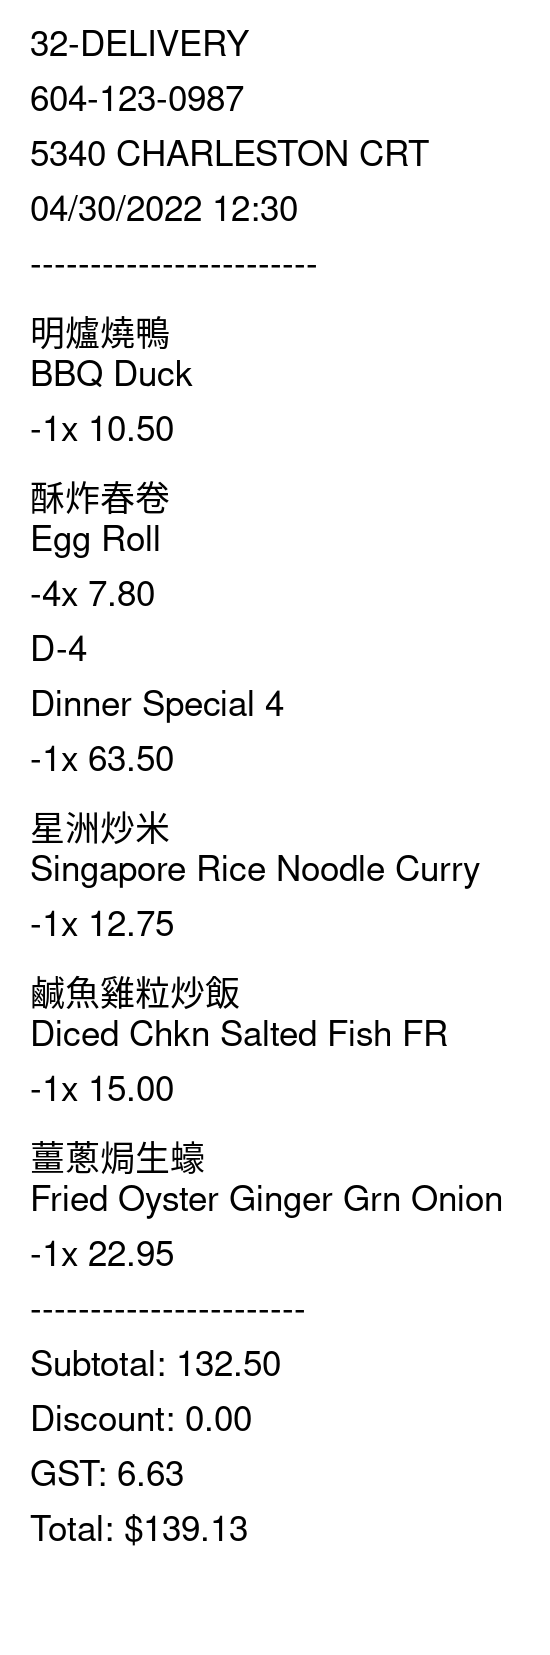 32-DELIVERY
604-123-0987
5340 CHARLESTON CRT
04/30/2022 12:30
------------------------
明爐燒鴨
BBQ Duck
-1x 10.50
酥炸春卷
Egg Roll
-4x 7.80
D-4
Dinner Special 4
-1x 63.50
星洲炒米
Singapore Rice Noodle Curry
-1x 12.75
鹹魚雞粒炒飯
Diced Chkn Salted Fish FR
-1x 15.00
薑蔥焗生蠔
Fried Oyster Ginger Grn Onion
-1x 22.95
-----------------------
Subtotal: 132.50
Discount: 0.00
GST: 6.63
Total: $139.13